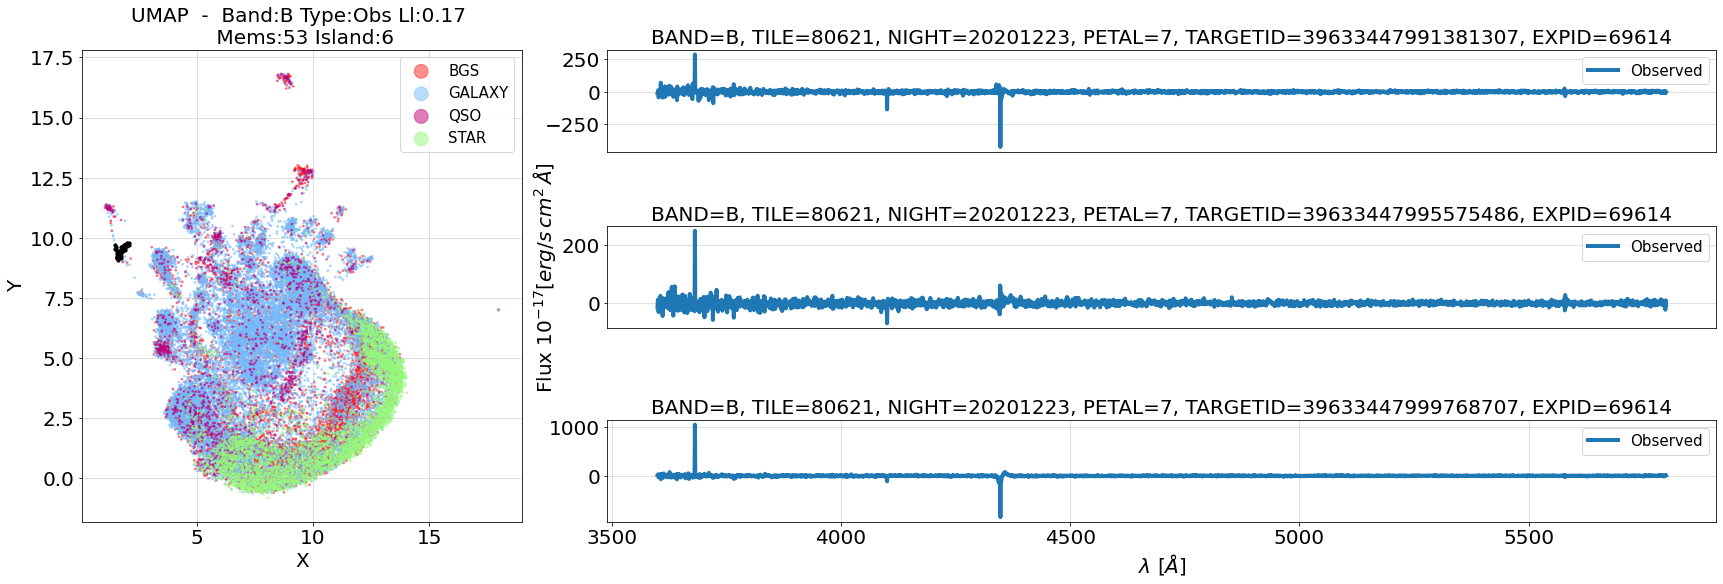 UMAP - Band:B Type:Obs Ll:0.17
Mems:53 Island:6
17.5
15.0
12.5
10.0
7.5
5.0
2.5
0.0
Y
5
10
15
X
BGS
GALAXY
QSO
STAR
Flux 10⁻¹⁷[erg/s cm² Å]
BAND=B, TILE=80621, NIGHT=20201223, PETAL=7, TARGETID=39633447991381307, EXPID=69614
250
0
−250
Observed
BAND=B, TILE=80621, NIGHT=20201223, PETAL=7, TARGETID=39633447995575486, EXPID=69614
200
0
Observed
BAND=B, TILE=80621, NIGHT=20201223, PETAL=7, TARGETID=39633447999768707, EXPID=69614
1000
0
Observed
3500
4000
4500
5000
5500
λ [Å]